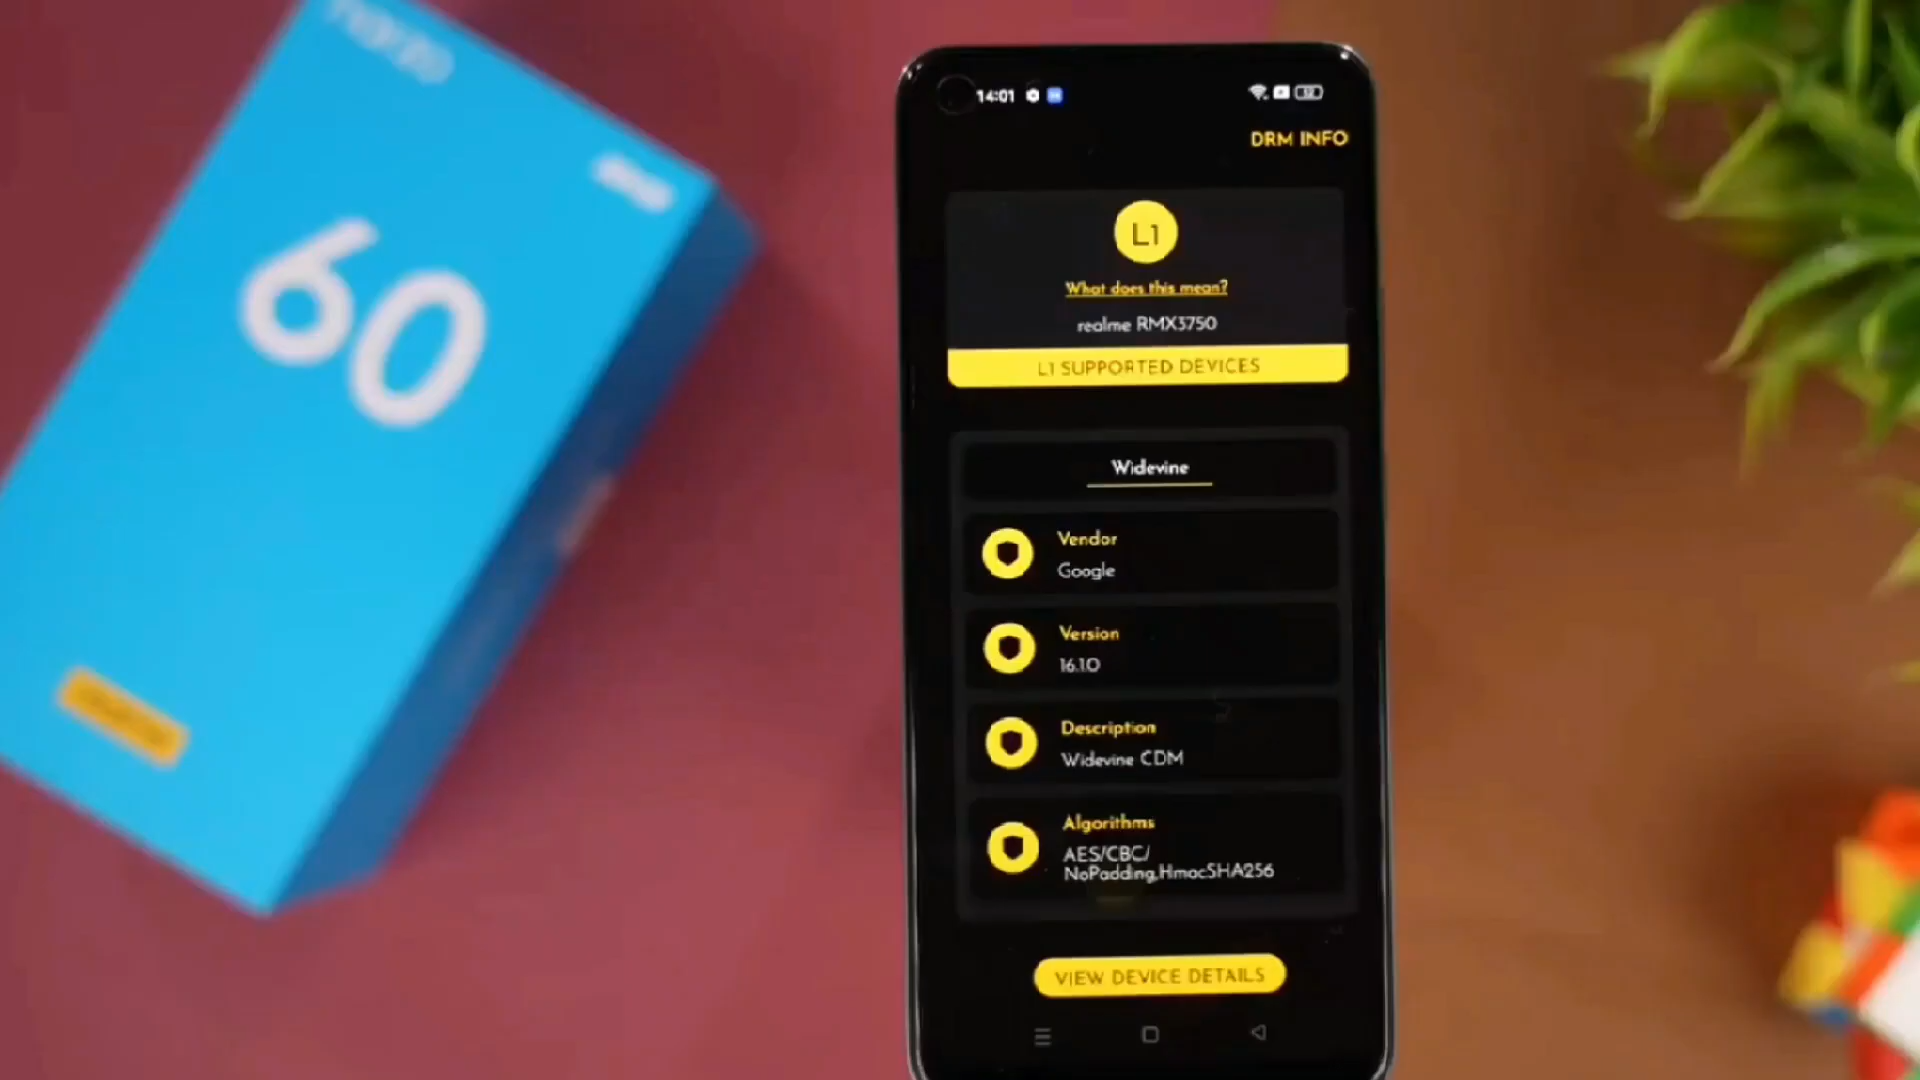 narzo
60
14:01
DRM INFO
L1
What does this mean?
realme RMX3750
L1 SUPPORTED DEVICES
Widevine
Vendor
Google
Version
16.1.0
Description
Widevine CDM
Algorithms
AES/CBC/
NoPadding,HmacSHA256
VIEW DEVICE DETAILS